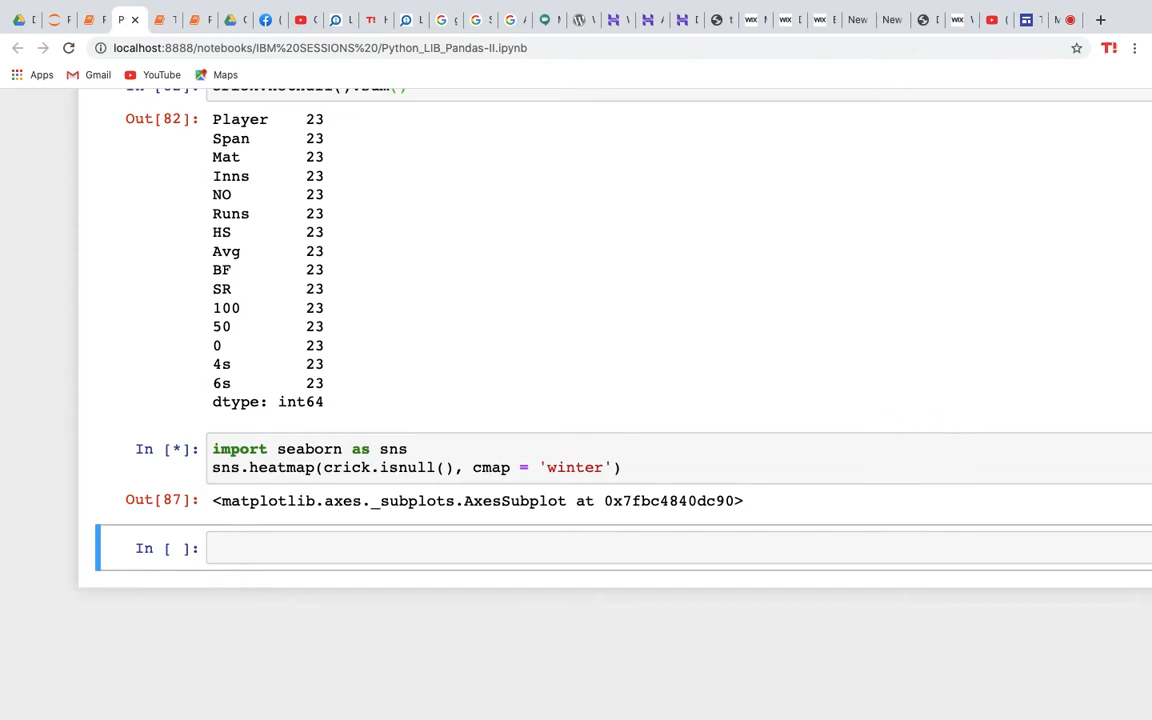 localhost:8888/notebooks/IBM%20SESSIONS%20/Python_LIB_Pandas-II.ipynb
Apps Gmail YouTube Maps
Out[82]:
Player 23
Span 23
Mat 23
Inns 23
NO 23
Runs 23
HS 23
Avg 23
BF 23
SR 23
100 23
50 23
0 23
4s 23
6s 23
dtype: int64
In [*]: import seaborn as sns
sns.heatmap(crick.isnull(), cmap = 'winter')
Out[87]: <matplotlib.axes._subplots.AxesSubplot at 0x7fbc4840dc90>
In [ ]: